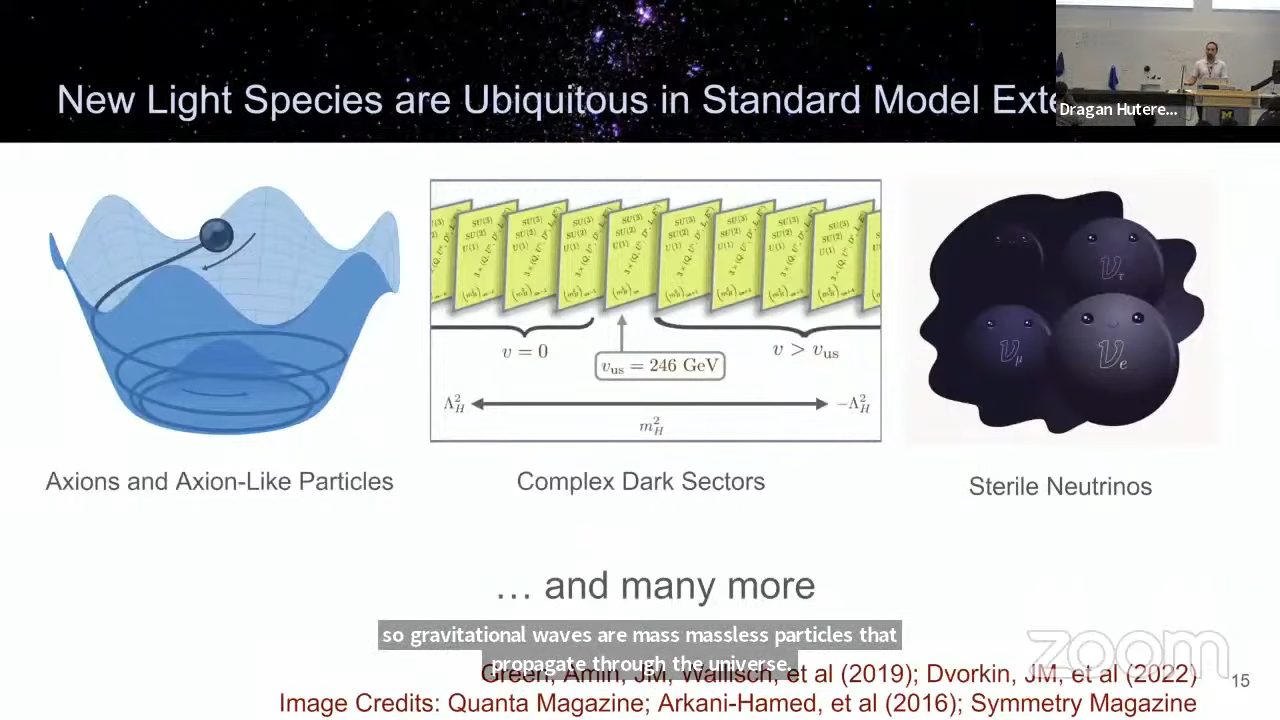 New Light Species are Ubiquitous in Standard Model Exte
Dragan Hutere...
SU(3)
SU(2)
U(1)
v = 0
v_us = 246 GeV
v > v_us
Λ²_H
−Λ²_H
m²_H
ν_τ
ν_μ
ν_e
Axions and Axion-Like Particles
Complex Dark Sectors
Sterile Neutrinos
… and many more
so gravitational waves are mass massless particles that
propagate through the universe.
Green, Amin, JM, Wallisch, et al (2019); Dvorkin, JM, et al (2022)
zoom
15
Image Credits: Quanta Magazine; Arkani-Hamed, et al (2016); Symmetry Magazine